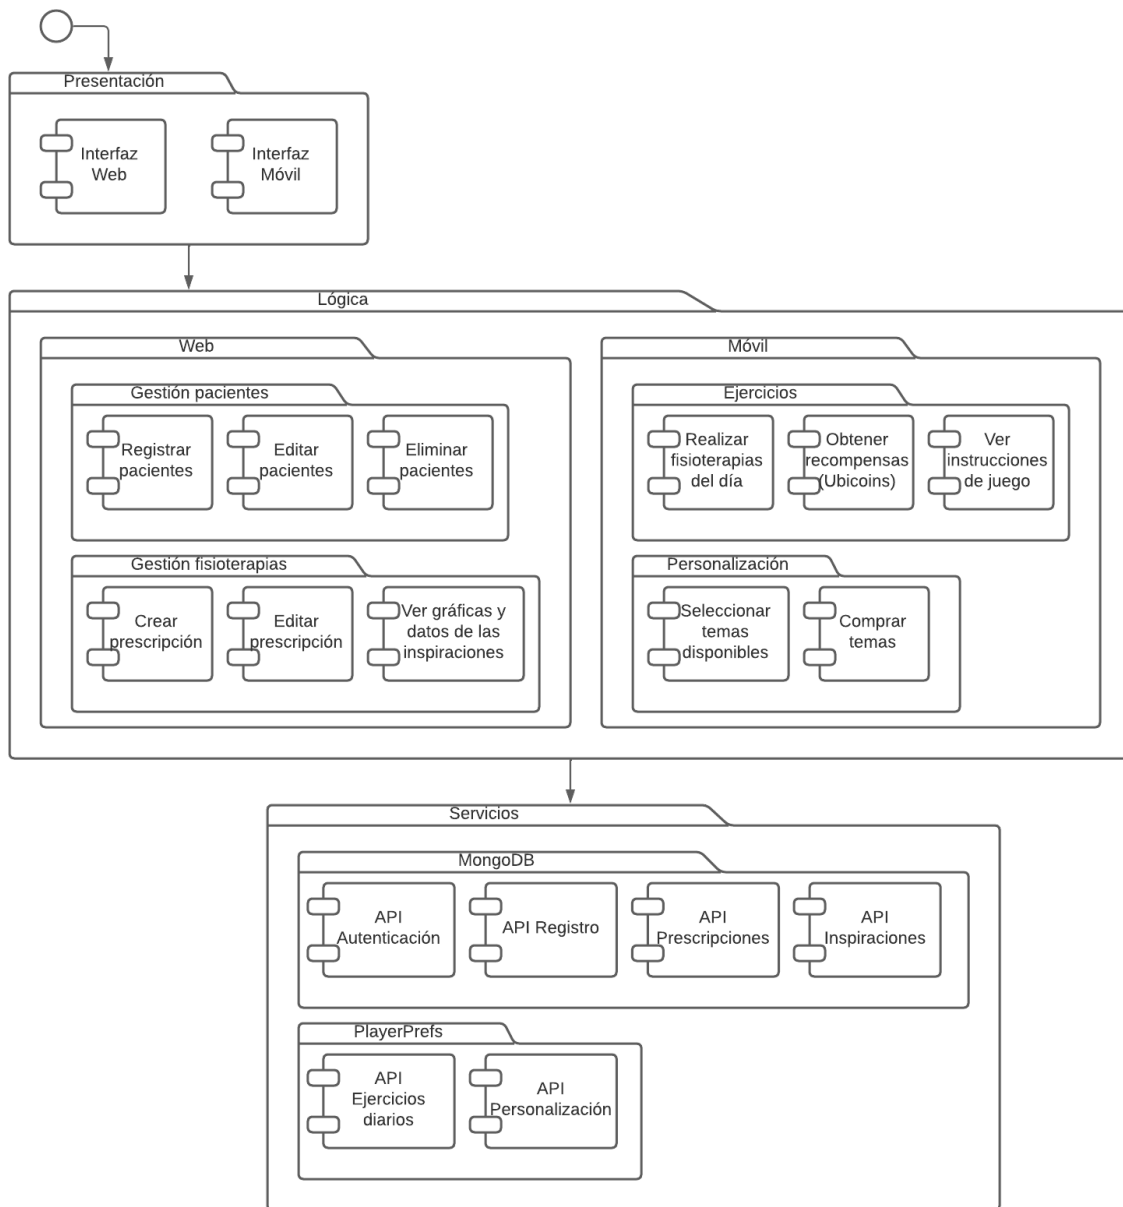 Presentación
Interfaz
Web
Interfaz
Móvil
Lógica
Web
Gestión pacientes
Registrar
pacientes
Editar
pacientes
Eliminar
pacientes
Gestión fisioterapias
Crear
prescripción
Editar
prescripción
Ver gráficas y
datos de las
inspiraciones
Móvil
Ejercicios
Realizar
fisioterapias
del día
Obtener
recompensas
(Ubicoins)
Ver
instrucciones
de juego
Personalización
Seleccionar
temas
disponibles
Comprar
temas
Servicios
MongoDB
API
Autenticación
API Registro
API
Prescripciones
API
Inspiraciones
PlayerPrefs
API
Ejercicios
diarios
API
Personalización